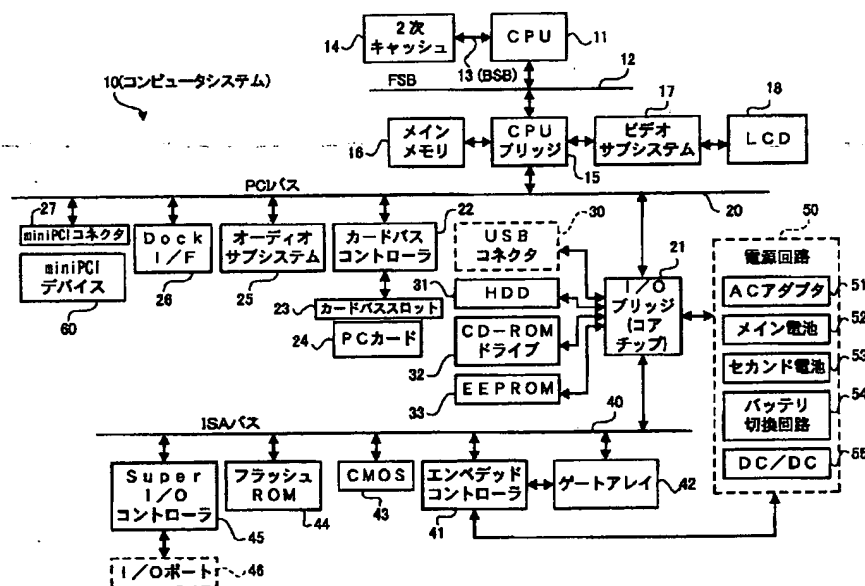 2次
キャッシュ
14
CPU
11
13(BSB)
FSB
12
10(コンピュータシステム)
17
18
メイン
メモリ
16
CPU
ブリッジ
15
ビデオ
サブシステム
LCD
PCIバス
20
27
miniPCIコネクタ
miniPCI
デバイス
60
Dock
I/F
26
オーディオ
サブシステム
25
22
カードバス
コントローラ
23
カードバススロット
24
PCカード
30
USB
コネクタ
31
HDD
CD-ROM
ドライブ
32
EEPROM
33
21
I/O
ブリッジ
(コア
チップ)
50
電源回路
ACアダプタ
51
メイン電池
52
セカンド電池
53
バッテリ
切換回路
54
DC/DC
55
ISAバス
40
Super
I/O
コントローラ
45
I/Oポート
46
フラッシュ
ROM
44
CMOS
43
エンベデッド
コントローラ
41
ゲートアレイ
42